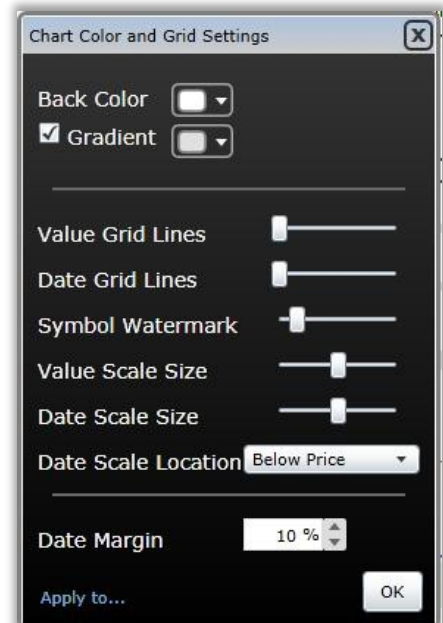 Chart Color and Grid Settings X
Back Color
Gradient
Value Grid Lines
Date Grid Lines
Symbol Watermark
Value Scale Size
Date Scale Size
Date Scale Location Below Price
Date Margin 10 %
Apply to... OK